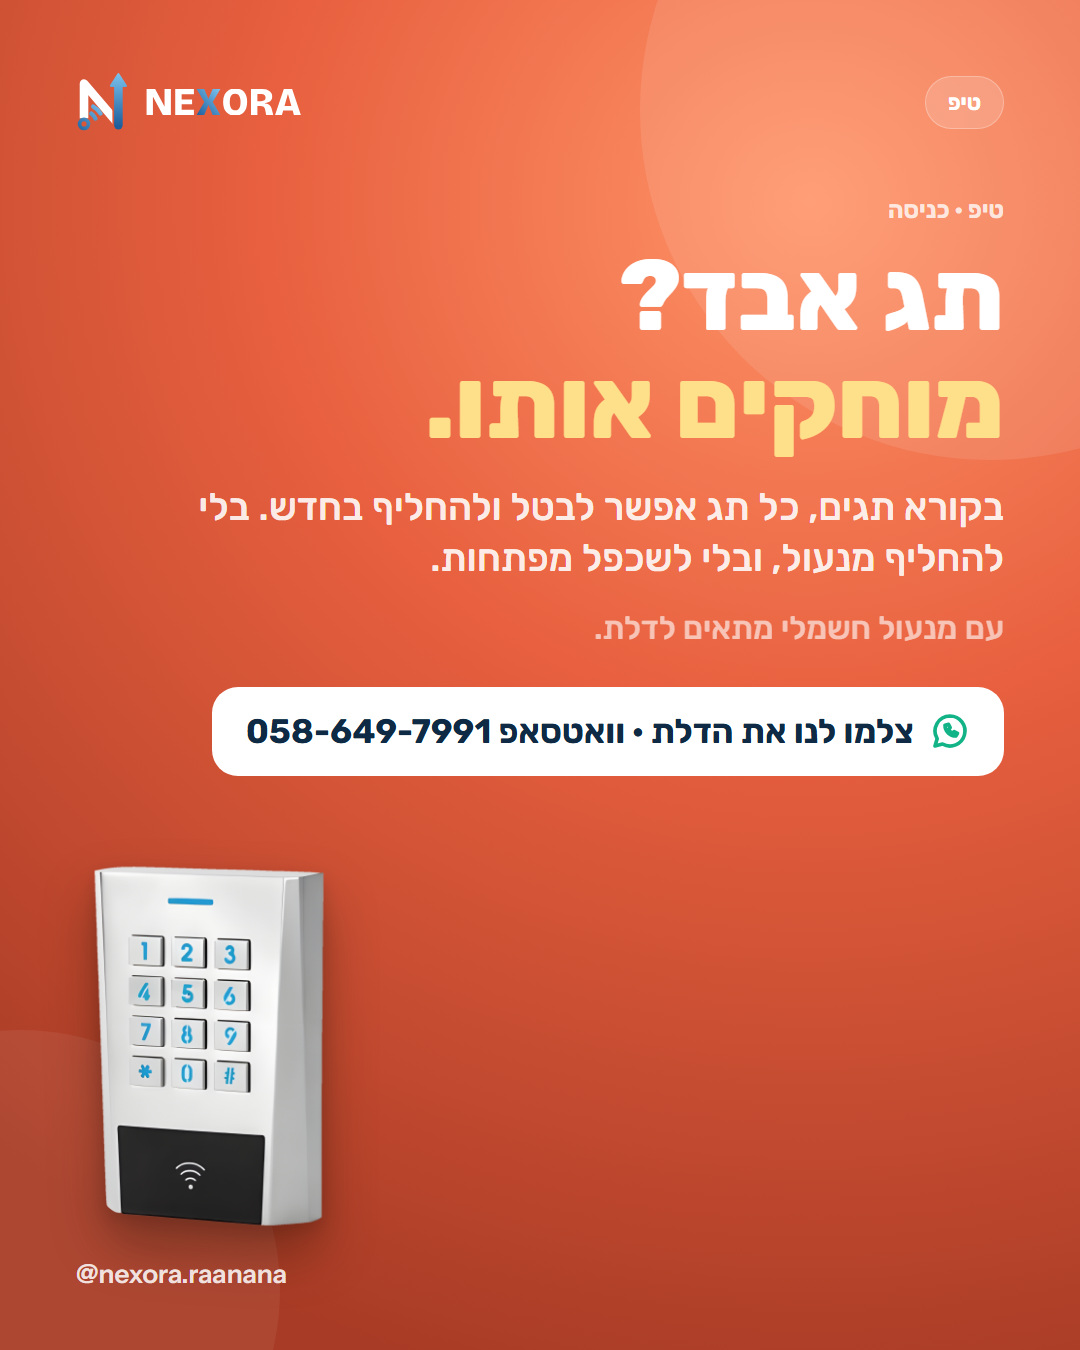 NEXORA
טיפ
טיפ • כניסה
תג אבד?
מוחקים אותו.
בקורא תגים, כל תג אפשר לבטל ולהחליף בחדש. בלי
להחליף מנעול, ובלי לשכפל מפתחות.
עם מנעול חשמלי מתאים לדלת.
צלמו לנו את הדלת • וואטסאפ 058-649-7991
1 2 3
4 5 6
7 8 9
* 0 #
@nexora.raanana